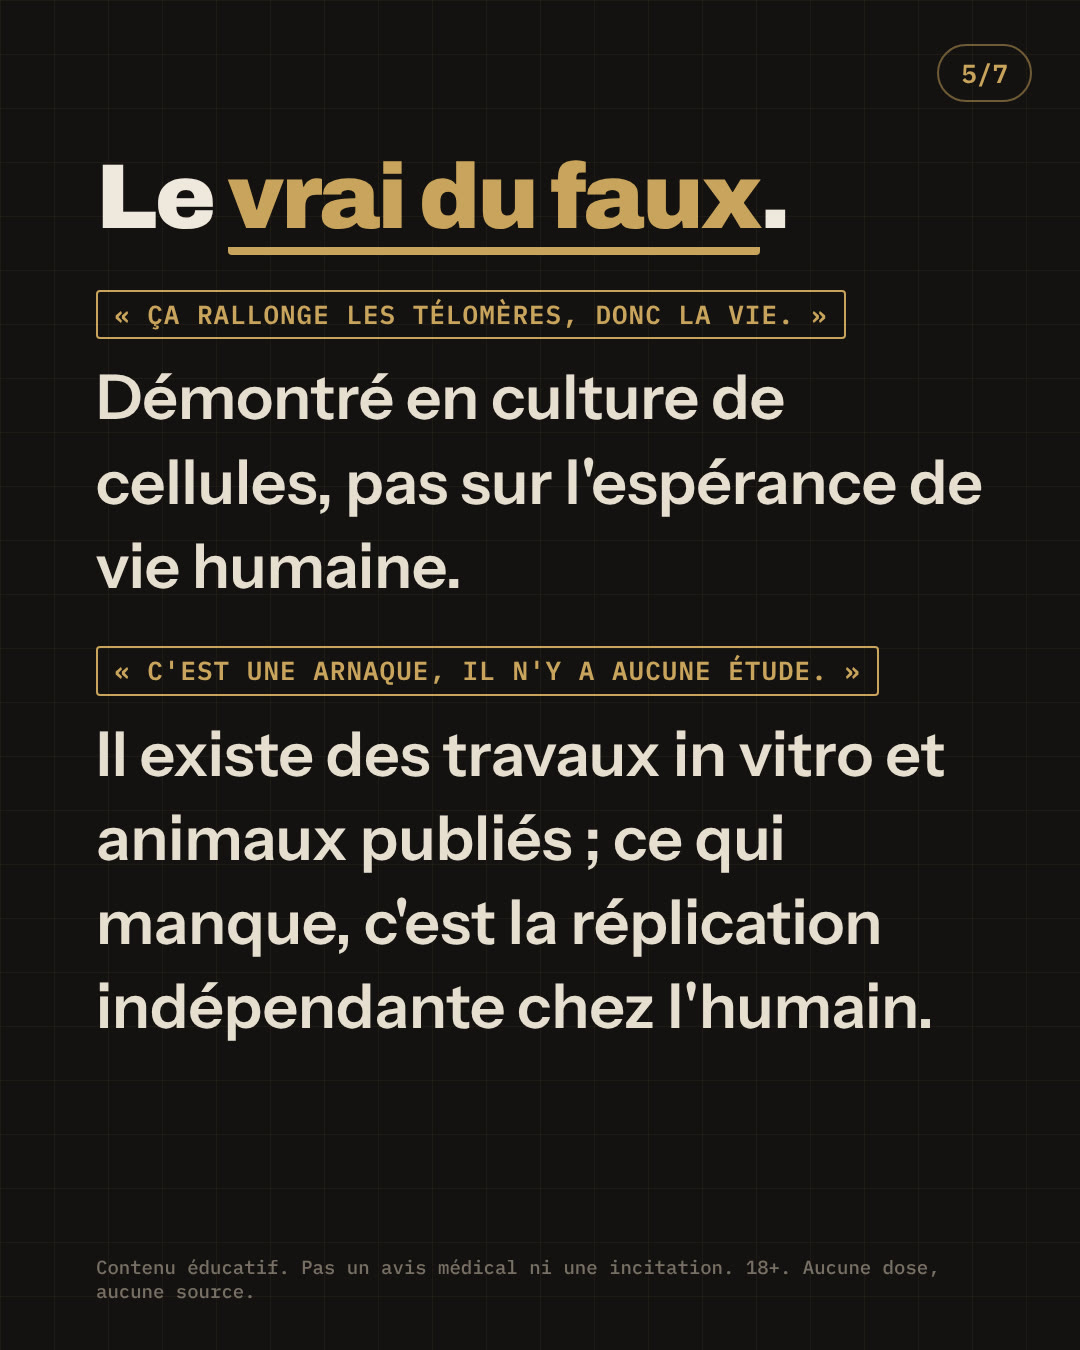 5/7
Le vrai du faux.
« ÇA RALLONGE LES TÉLOMÈRES, DONC LA VIE. »
Démontré en culture de
cellules, pas sur l'espérance de
vie humaine.
« C'EST UNE ARNAQUE, IL N'Y A AUCUNE ÉTUDE. »
Il existe des travaux in vitro et
animaux publiés ; ce qui
manque, c'est la réplication
indépendante chez l'humain.
Contenu éducatif. Pas un avis médical ni une incitation. 18+. Aucune dose,
aucune source.